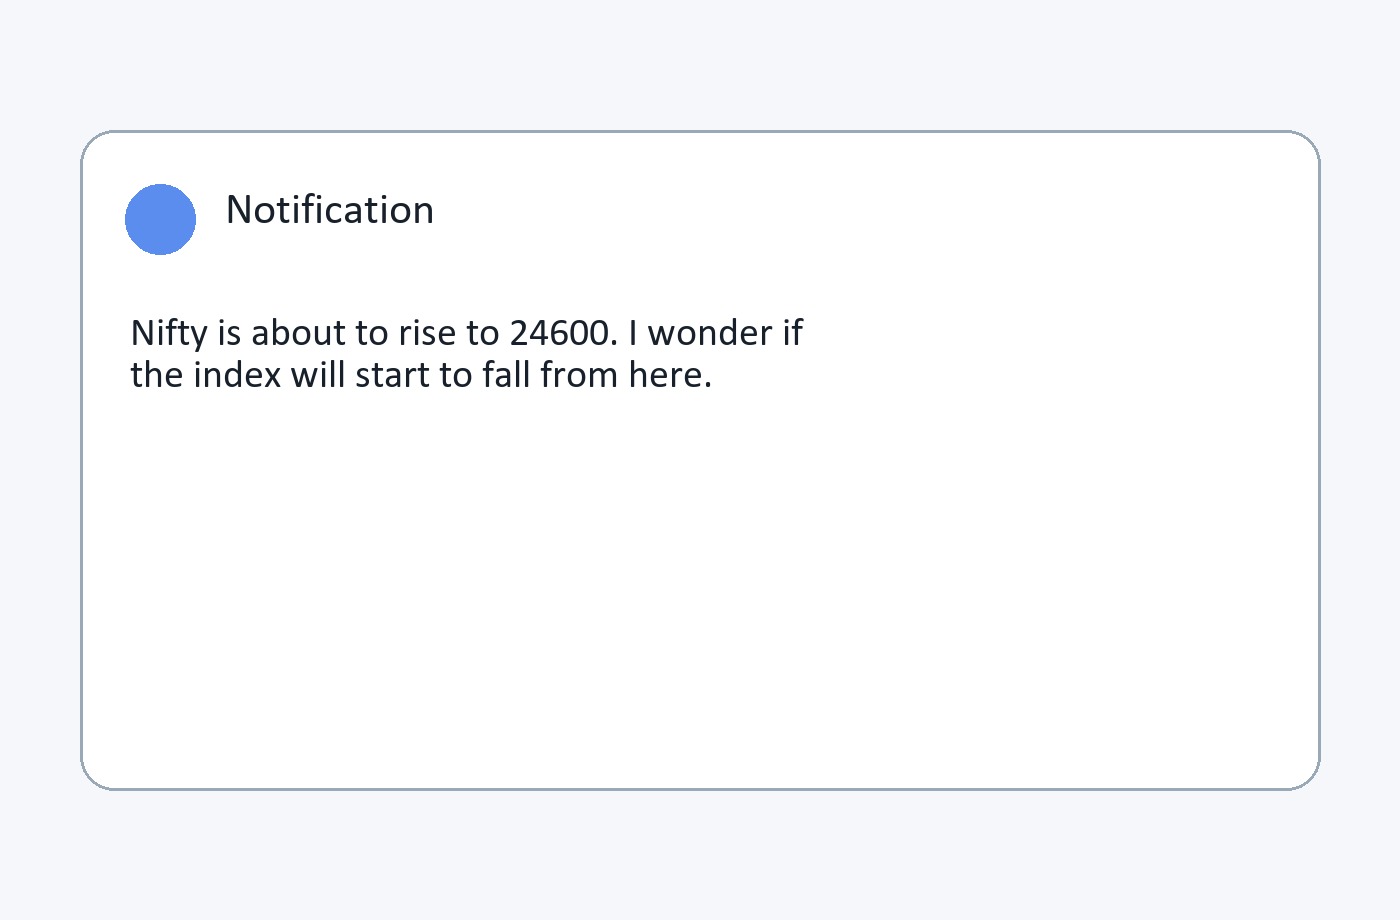 Notification
Nifty is about to rise to 24600. I wonder if
the index will start to fall from here.